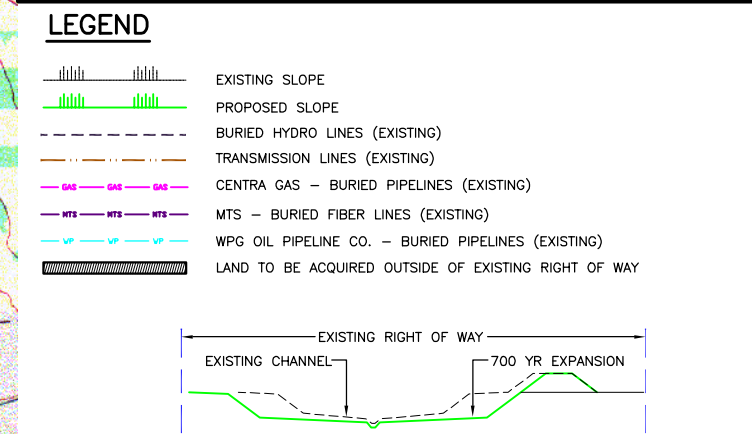 LEGEND
EXISTING SLOPE
PROPOSED SLOPE
BURIED HYDRO LINES (EXISTING)
TRANSMISSION LINES (EXISTING)
GAS GAS GAS CENTRA GAS – BURIED PIPELINES (EXISTING)
MTS MTS MTS MTS – BURIED FIBER LINES (EXISTING)
WP WP WP WPG OIL PIPELINE CO. – BURIED PIPELINES (EXISTING)
LAND TO BE ACQUIRED OUTSIDE OF EXISTING RIGHT OF WAY
EXISTING RIGHT OF WAY
EXISTING CHANNEL 700 YR EXPANSION